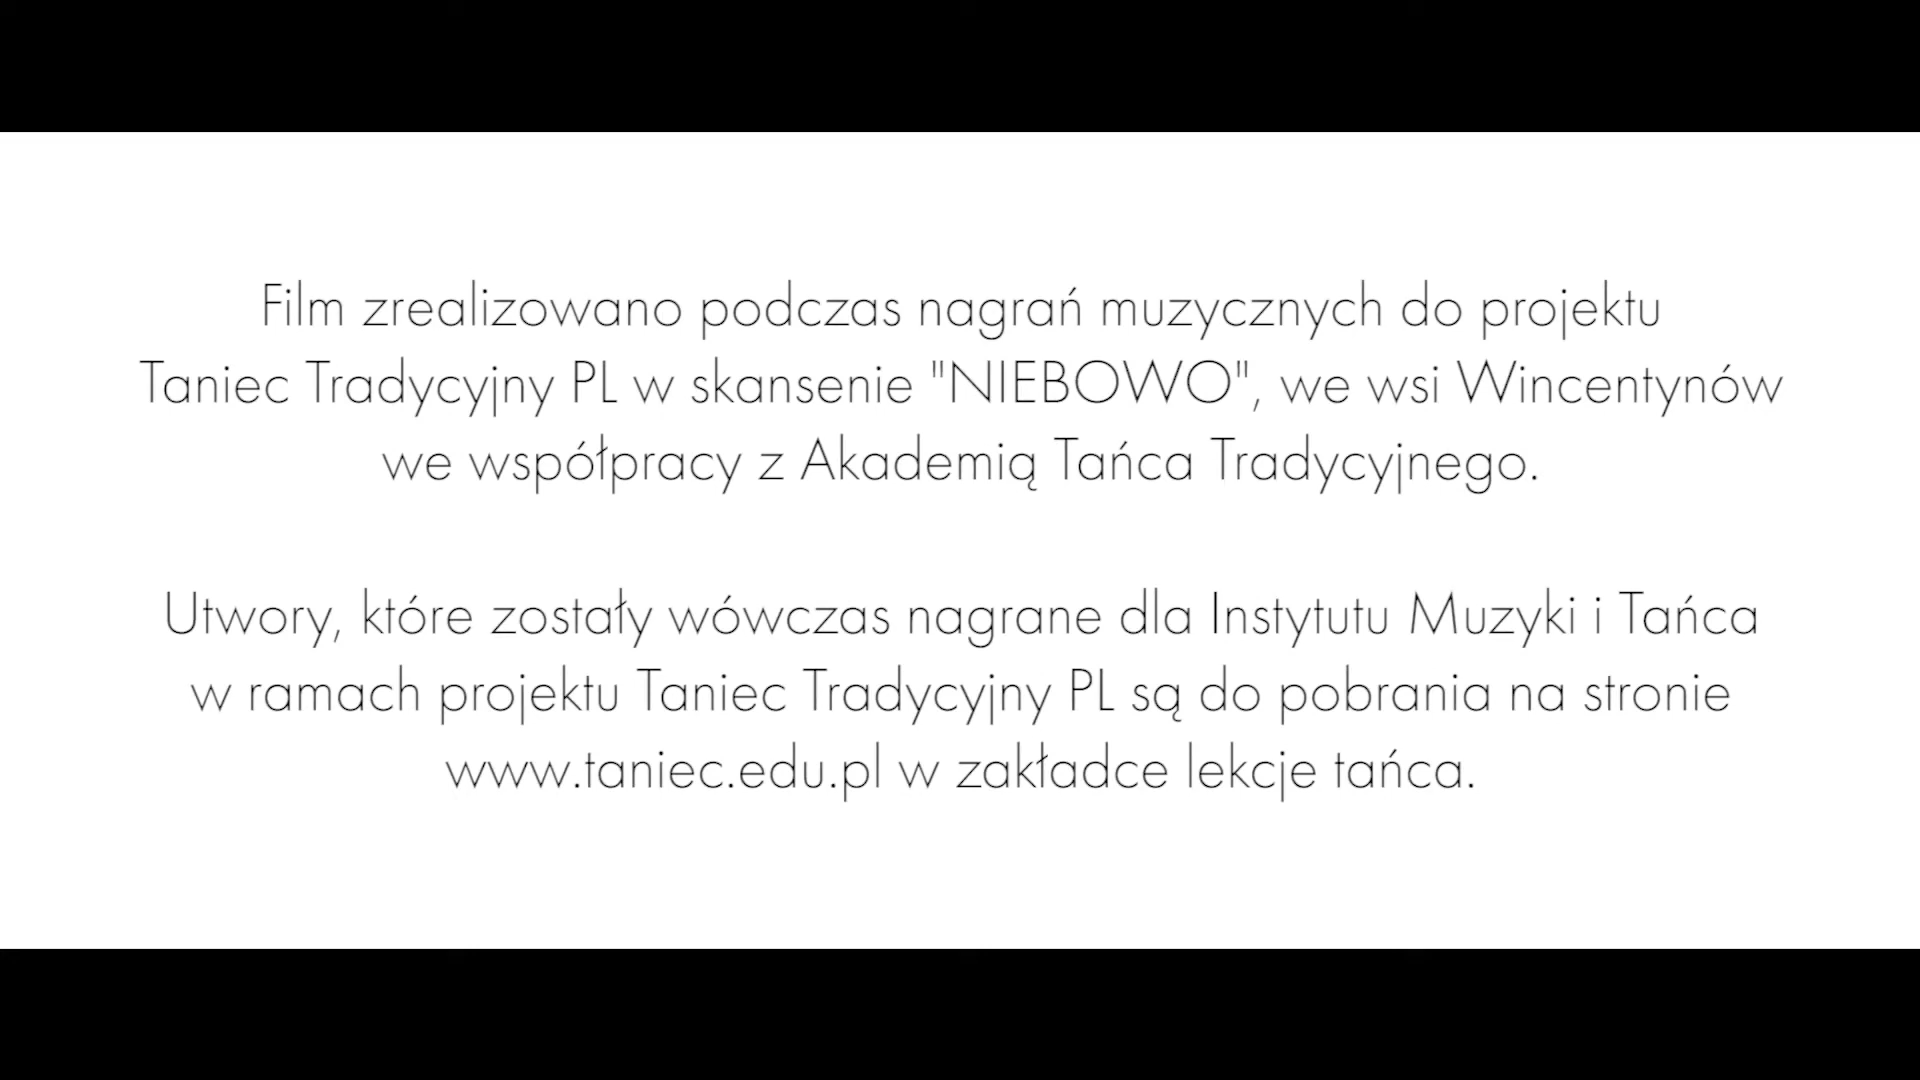 Film zrealizowano podczas nagrań muzycznych do projektu
Taniec Tradycyjny PL w skansenie "NIEBOWO", we wsi Wincentynów
we współpracy z Akademią Tańca Tradycyjnego.
Utwory, które zostały wówczas nagrane dla Instytutu Muzyki i Tańca
w ramach projektu Taniec Tradycyjny PL są do pobrania na stronie
www.taniec.edu.pl w zakładce lekcje tańca.